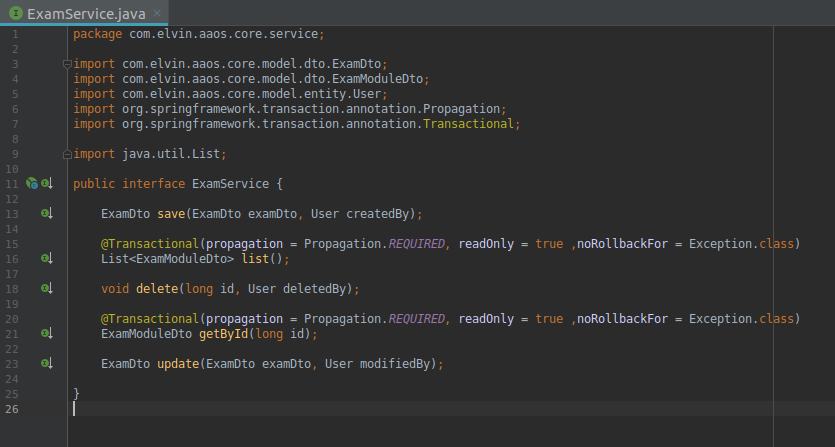 ExamService.java
1 package com.elvin.aaos.core.service;
2
3 import com.elvin.aaos.core.model.dto.ExamDto;
4 import com.elvin.aaos.core.model.dto.ExamModuleDto;
5 import com.elvin.aaos.core.model.entity.User;
6 import org.springframework.transaction.annotation.Propagation;
7 import org.springframework.transaction.annotation.Transactional;
8
9 import java.util.List;
10
11 public interface ExamService {
12
13 ExamDto save(ExamDto examDto, User createdBy);
14
15 @Transactional(propagation = Propagation.REQUIRED, readOnly = true ,noRollbackFor = Exception.class)
16 List<ExamModuleDto> list();
17
18 void delete(long id, User deletedBy);
19
20 @Transactional(propagation = Propagation.REQUIRED, readOnly = true ,noRollbackFor = Exception.class)
21 ExamModuleDto getById(long id);
22
23 ExamDto update(ExamDto examDto, User modifiedBy);
24
25 }
26